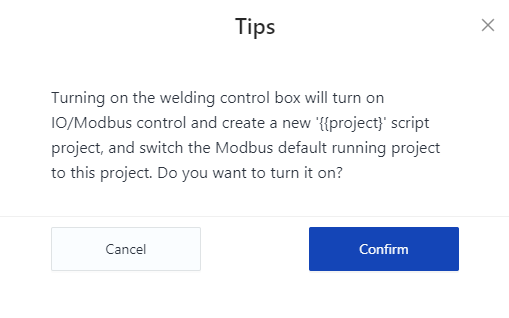 Tips
Turning on the welding control box will turn on
IO/Modbus control and create a new '{{project}' script
project, and switch the Modbus default running project
to this project. Do you want to turn it on?
Cancel
Confirm